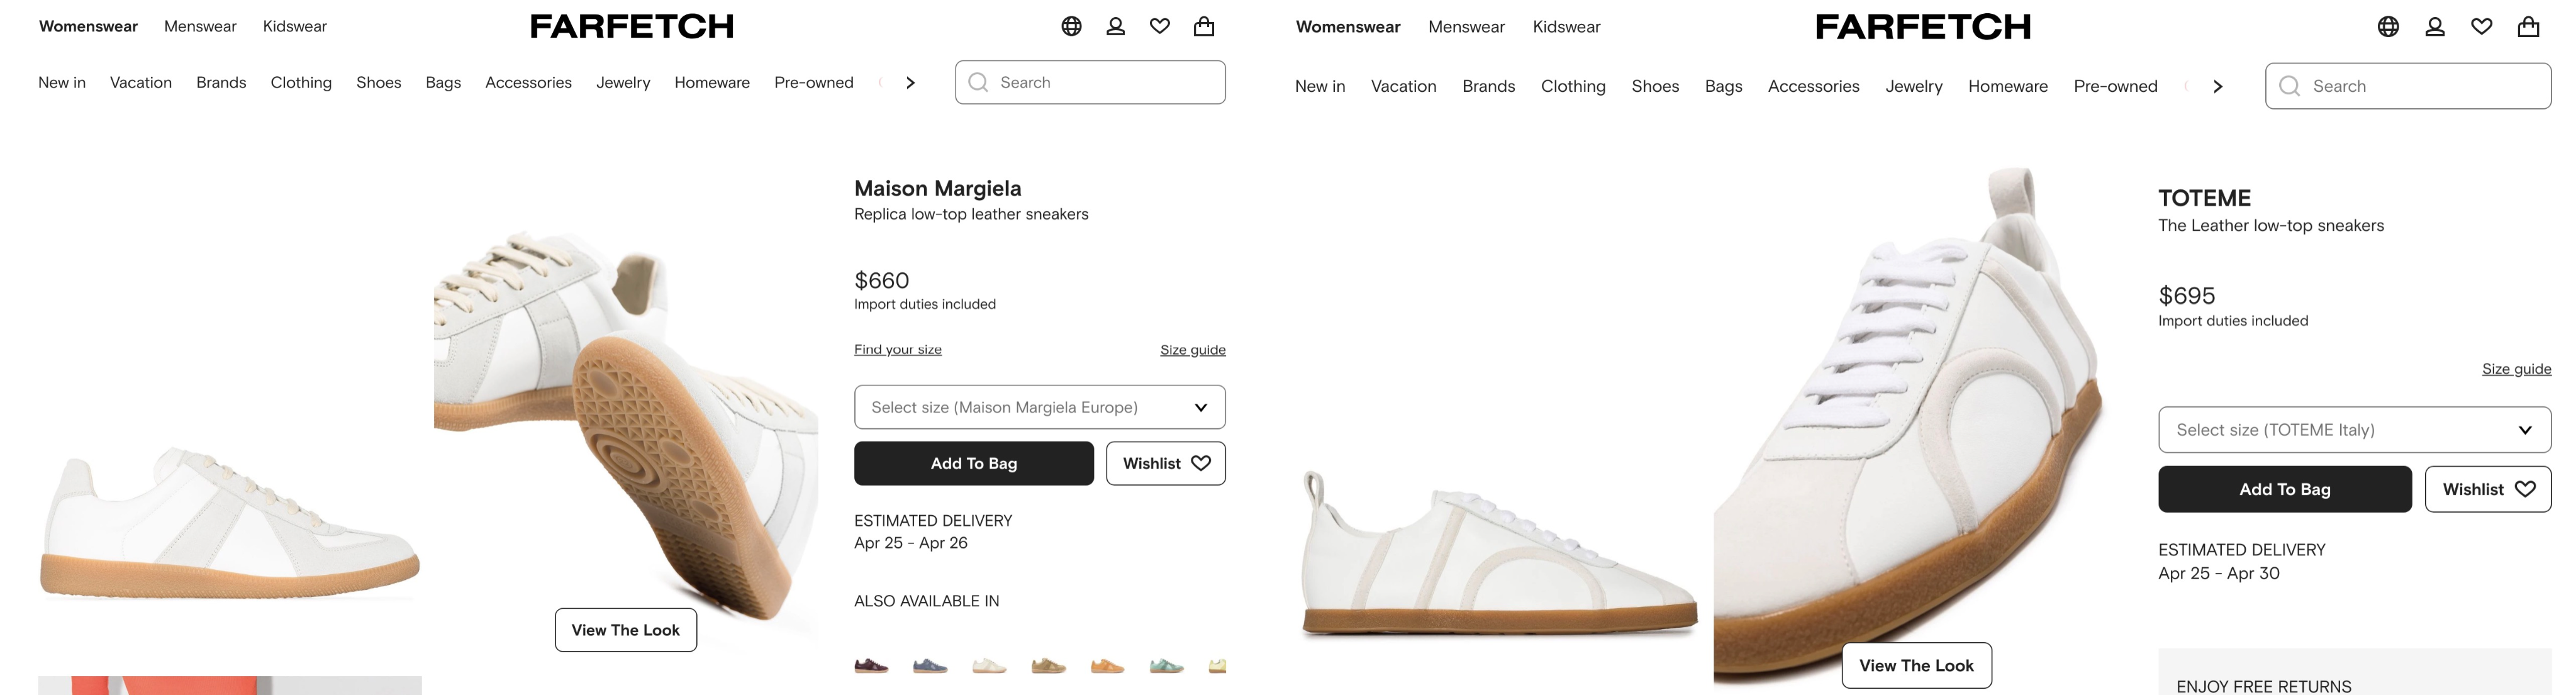 Womenswear Menswear Kidswear FARFETCH
New in Vacation Brands Clothing Shoes Bags Accessories Jewelry Homeware Pre-owned Search
Maison Margiela
Replica low-top leather sneakers
$660
Import duties included
Find your size Size guide
Select size (Maison Margiela Europe)
Add To Bag Wishlist
ESTIMATED DELIVERY
Apr 25 - Apr 26
ALSO AVAILABLE IN
View The Look
Womenswear Menswear Kidswear FARFETCH
New in Vacation Brands Clothing Shoes Bags Accessories Jewelry Homeware Pre-owned Search
TOTEME
The Leather low-top sneakers
$695
Import duties included
Size guide
Select size (TOTEME Italy)
Add To Bag Wishlist
ESTIMATED DELIVERY
Apr 25 - Apr 30
View The Look
ENJOY FREE RETURNS